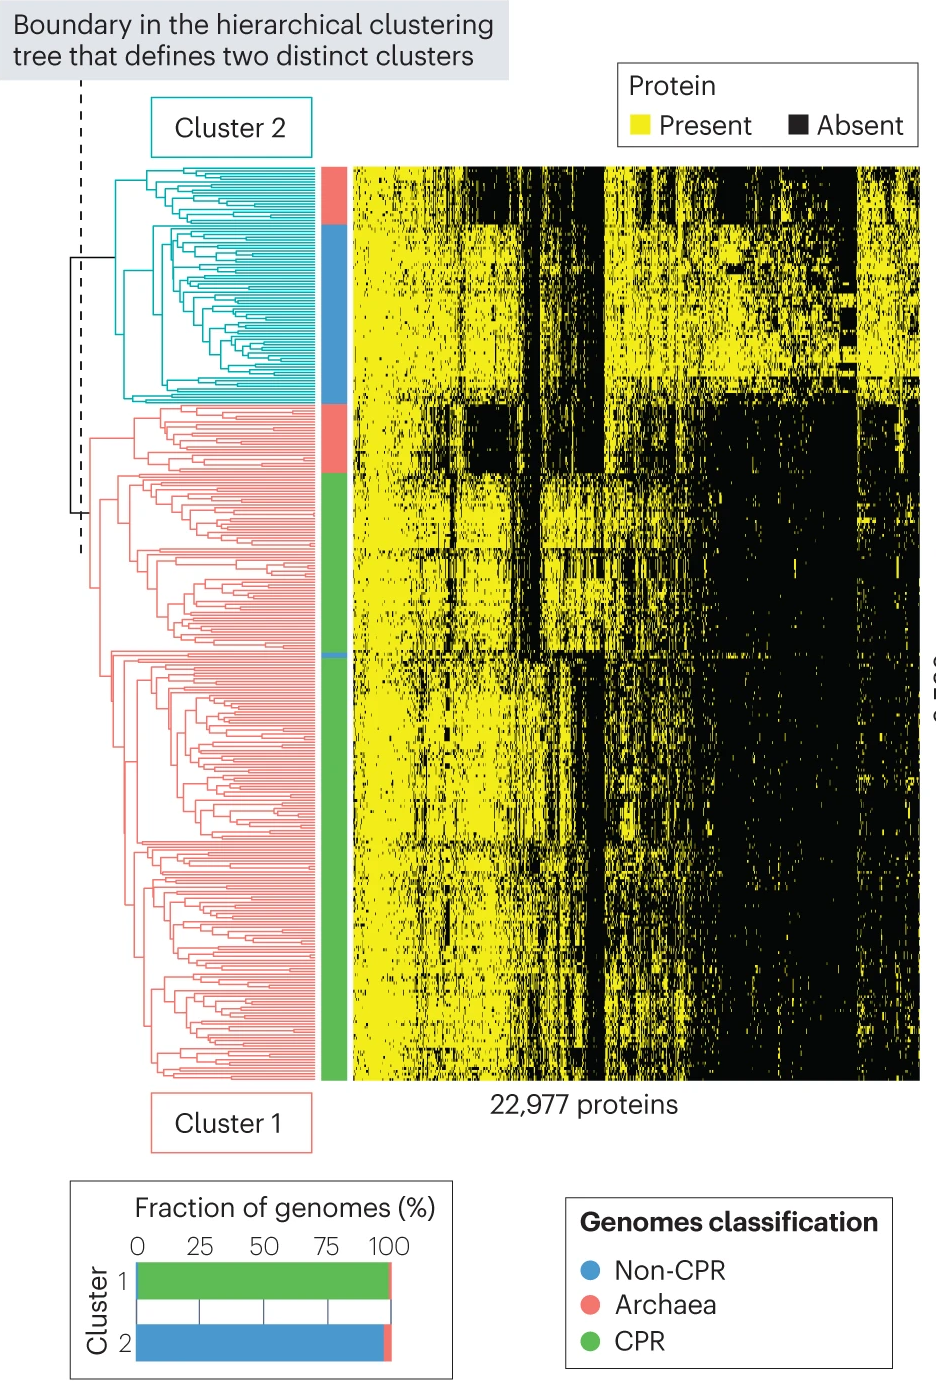 Boundary in the hierarchical clustering
tree that defines two distinct clusters
Protein
Present
Absent
Cluster 2
22,977 proteins
Cluster 1
Fraction of genomes (%)
0 25 50 75 100
Cluster
1
2
Genomes classification
Non-CPR
Archaea
CPR